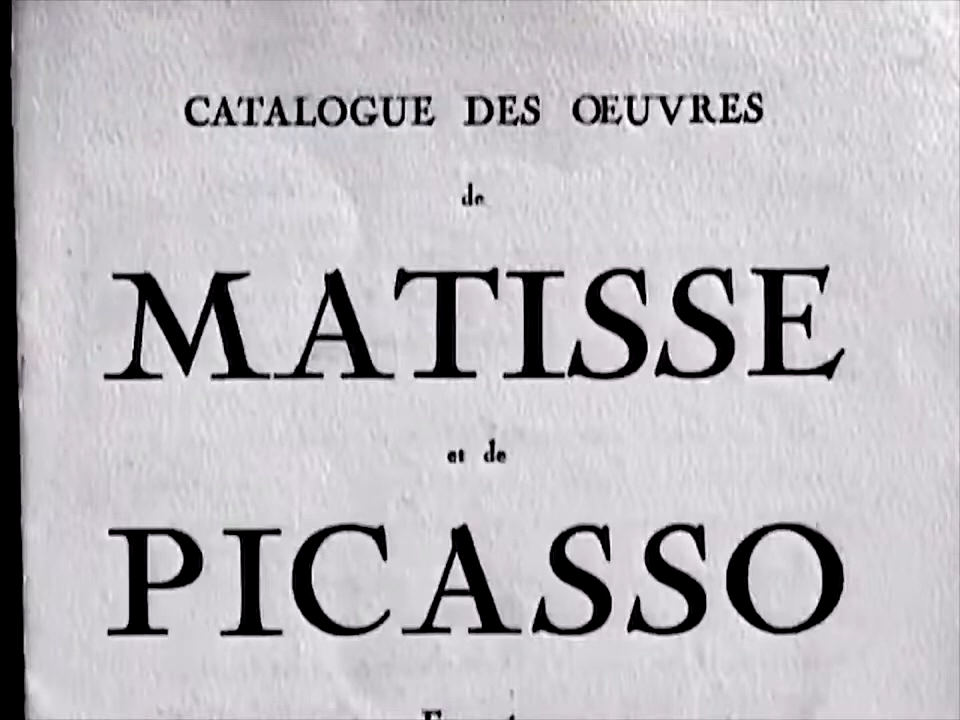 CATALOGUE DES ŒUVRES
de
MATISSE
et de
PICASSO